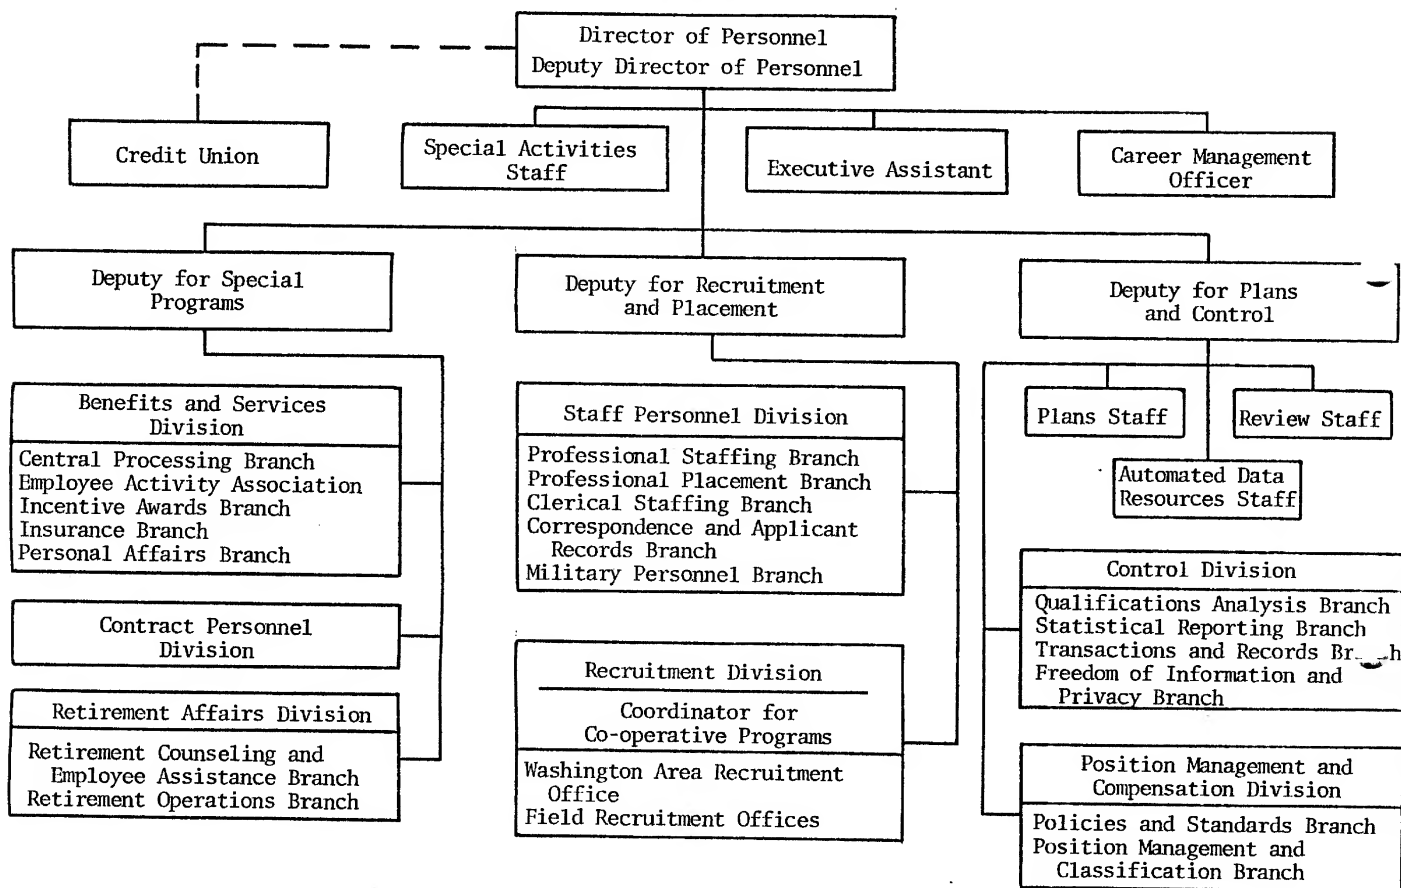 Director of Personnel
Deputy Director of Personnel
Credit Union
Special Activities
Staff
Executive Assistant
Career Management
Officer
Deputy for Special
Programs
Deputy for Recruitment
and Placement
Deputy for Plans
and Control
Benefits and Services
Division
Central Processing Branch
Employee Activity Association
Incentive Awards Branch
Insurance Branch
Personal Affairs Branch
Contract Personnel
Division
Retirement Affairs Division
Retirement Counseling and
Employee Assistance Branch
Retirement Operations Branch
Staff Personnel Division
Professional Staffing Branch
Professional Placement Branch
Clerical Staffing Branch
Correspondence and Applicant
Records Branch
Military Personnel Branch
Recruitment Division
Coordinator for
Co-operative Programs
Washington Area Recruitment
Office
Field Recruitment Offices
Plans Staff
Review Staff
Automated Data
Resources Staff
Control Division
Qualifications Analysis Branch
Statistical Reporting Branch
Transactions and Records
Freedom of Information and
Privacy Branch
Position Management and
Compensation Division
Policies and Standards Branch
Position Management and
Classification Branch